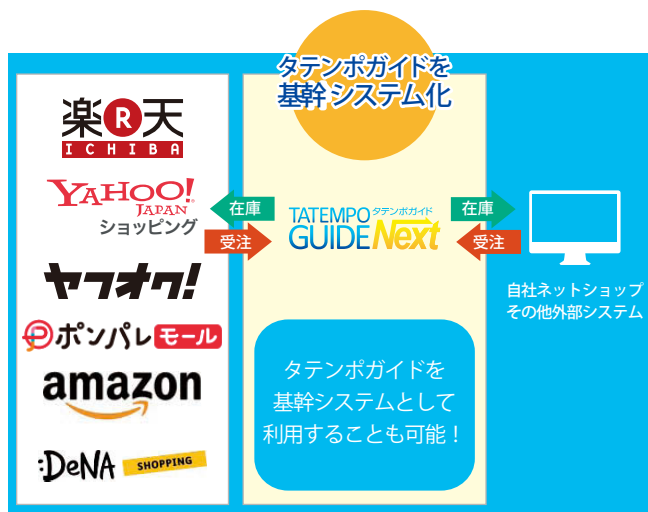 タテンポガイドを
基幹システム化
楽R天
ICHIBA
YAHOO!
JAPAN
ショッピング
ヤフオク!
ポンパレモール
amazon
:DeNA SHOPPING
在庫
受注
TATEMPO タテンポガイド
GUIDE Next
在庫
受注
自社ネットショップ
その他外部システム
タテンポガイドを
基幹システムとして
利用することも可能！